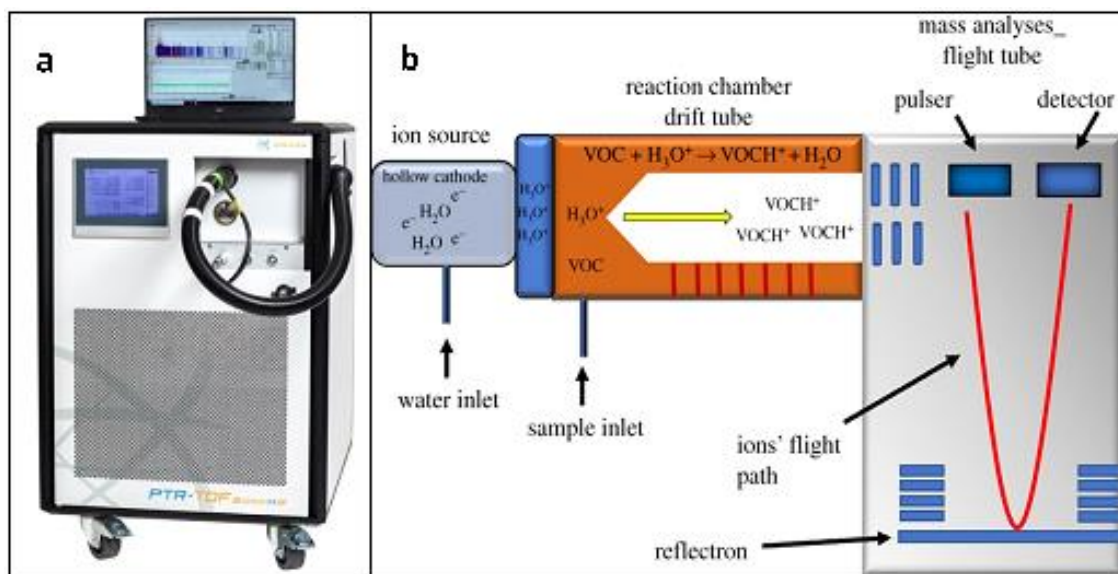 a
PTR-TOF
b
mass analyses_
flight tube
pulser
detector
reaction chamber
drift tube
ion source
VOC + H₃O⁺ → VOCH⁺ + H₂O
hollow cathode
e⁻
H₂O
e⁻
H₂O e⁻
H₃O⁺
H₃O⁺
H₃O⁺
H₃O⁺
VOCH⁺
VOCH⁺ VOCH⁺
VOC
water inlet
sample inlet
ions’ flight
path
reflectron